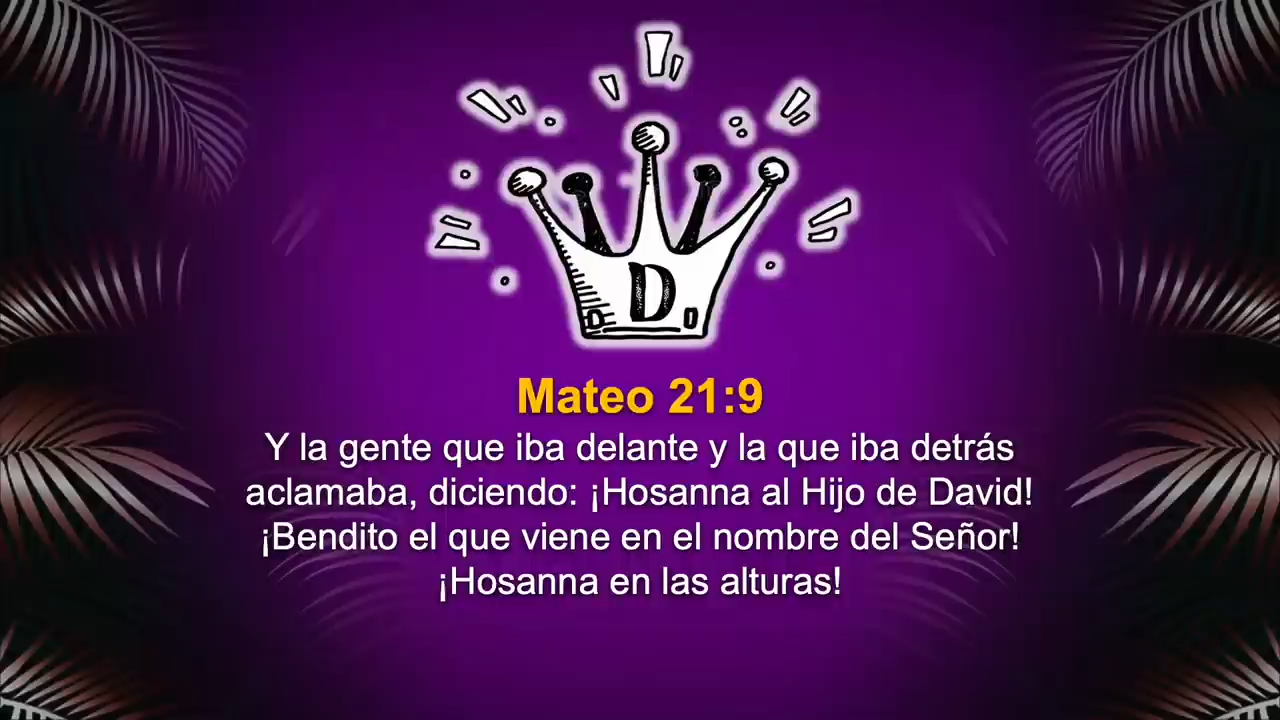 D
Mateo 21:9
Y la gente que iba delante y la que iba detrás
aclamaba, diciendo: ¡Hosanna al Hijo de David!
¡Bendito el que viene en el nombre del Señor!
¡Hosanna en las alturas!